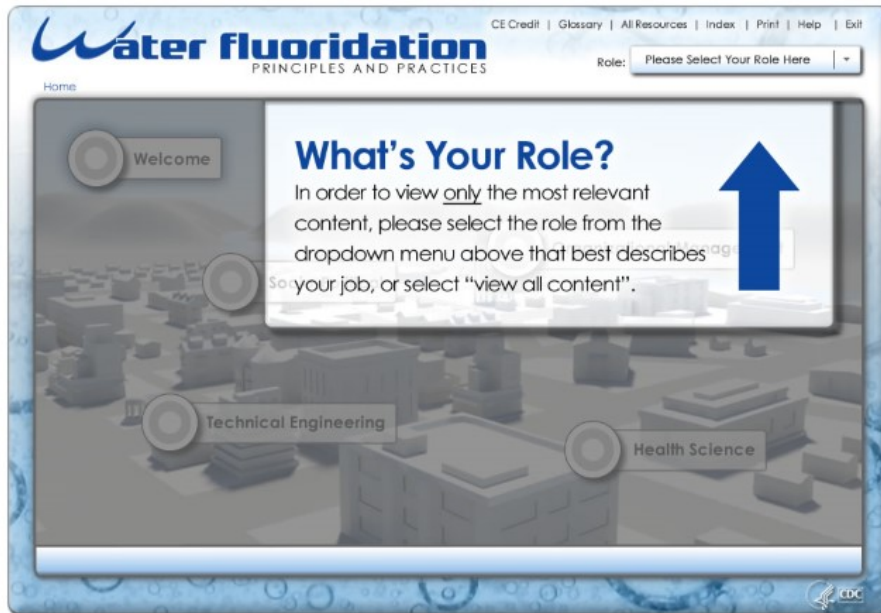 CE Credit | Glossary | All Resources | Index | Print | Help | Exit
Water fluoridation
PRINCIPLES AND PRACTICES
Role: Please Select Your Role Here
Home
What's Your Role?
In order to view only the most relevant
content, please select the role from the
dropdown menu above that best describes
your job, or select “view all content”.
Welcome
Technical Engineering
Health Science
CDC